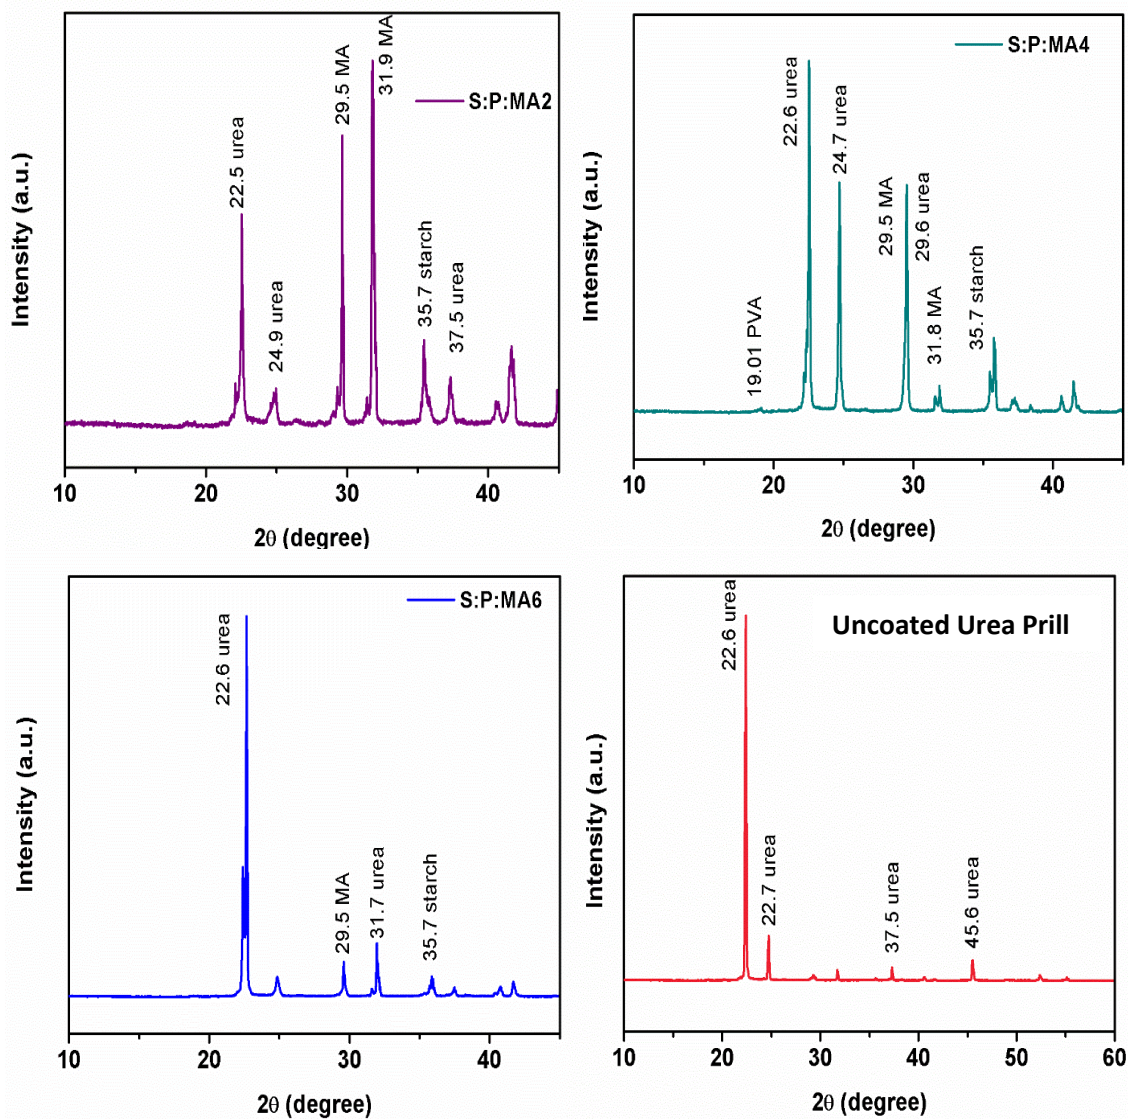 S:P:MA2
22.5 urea
24.9 urea
29.5 MA
31.9 MA
35.7 starch
37.5 urea
Intensity (a.u.)
10 20 30 40
2θ (degree)
S:P:MA4
19.01 PVA
22.6 urea
24.7 urea
29.5 MA
29.6 urea
31.8 MA
35.7 starch
Intensity (a.u.)
10 20 30 40
2θ (degree)
S:P:MA6
22.6 urea
29.5 MA
31.7 urea
35.7 starch
Intensity (a.u.)
10 20 30 40
2θ (degree)
Uncoated Urea Prill
22.6 urea
22.7 urea
37.5 urea
45.6 urea
Intensity (a.u.)
10 20 30 40 50 60
2θ (degree)